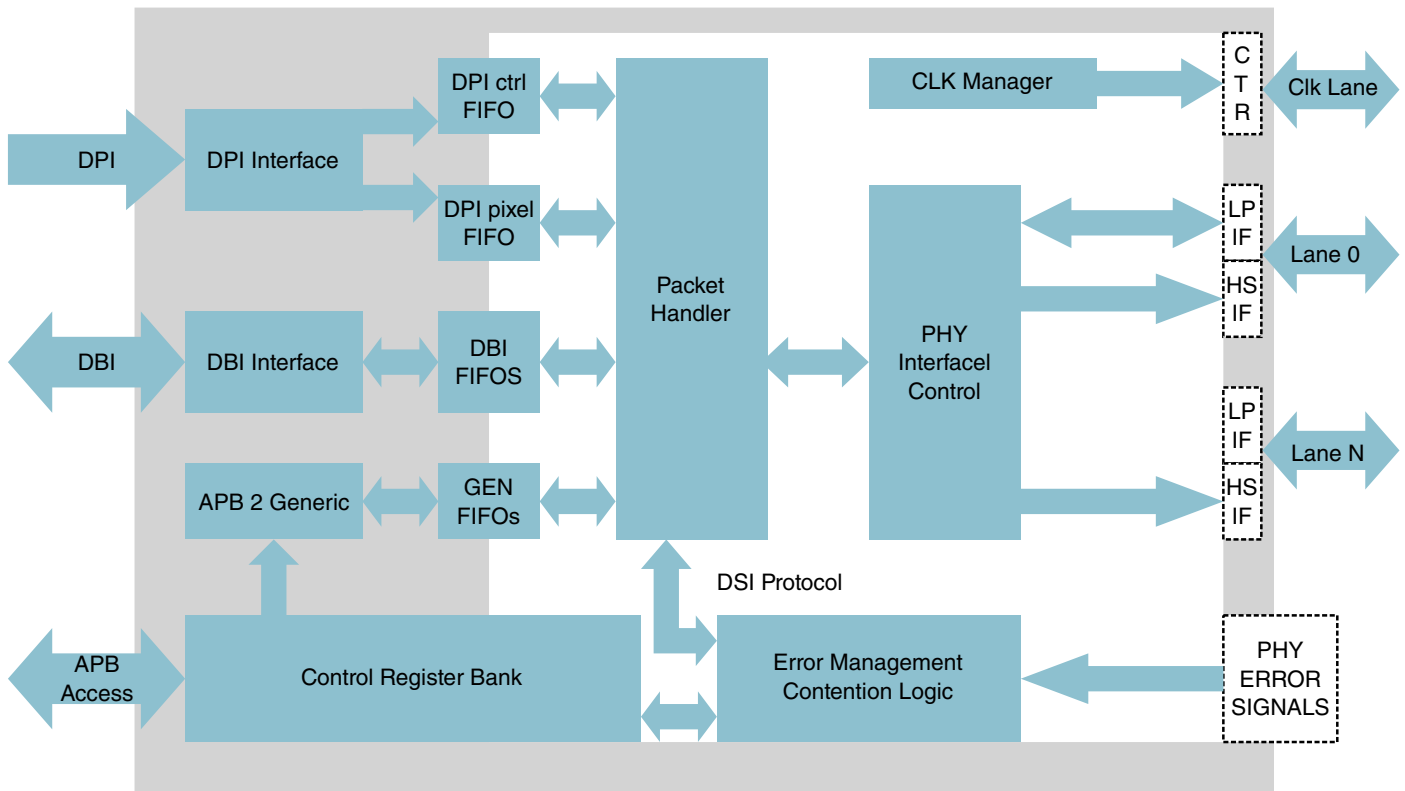 DPI
DPI Interface
DPI ctrl
FIFO
DPI pixel
FIFO
DBI
DBI Interface
DBI
FIFOS
APB 2 Generic
GEN
FIFOs
Packet
Handler
CLK Manager
C
T
R
Clk Lane
PHY
Interfacel
Control
LP
IF
HS
IF
Lane 0
LP
IF
HS
IF
Lane N
DSI Protocol
APB
Access
Control Register Bank
Error Management
Contention Logic
PHY
ERROR
SIGNALS